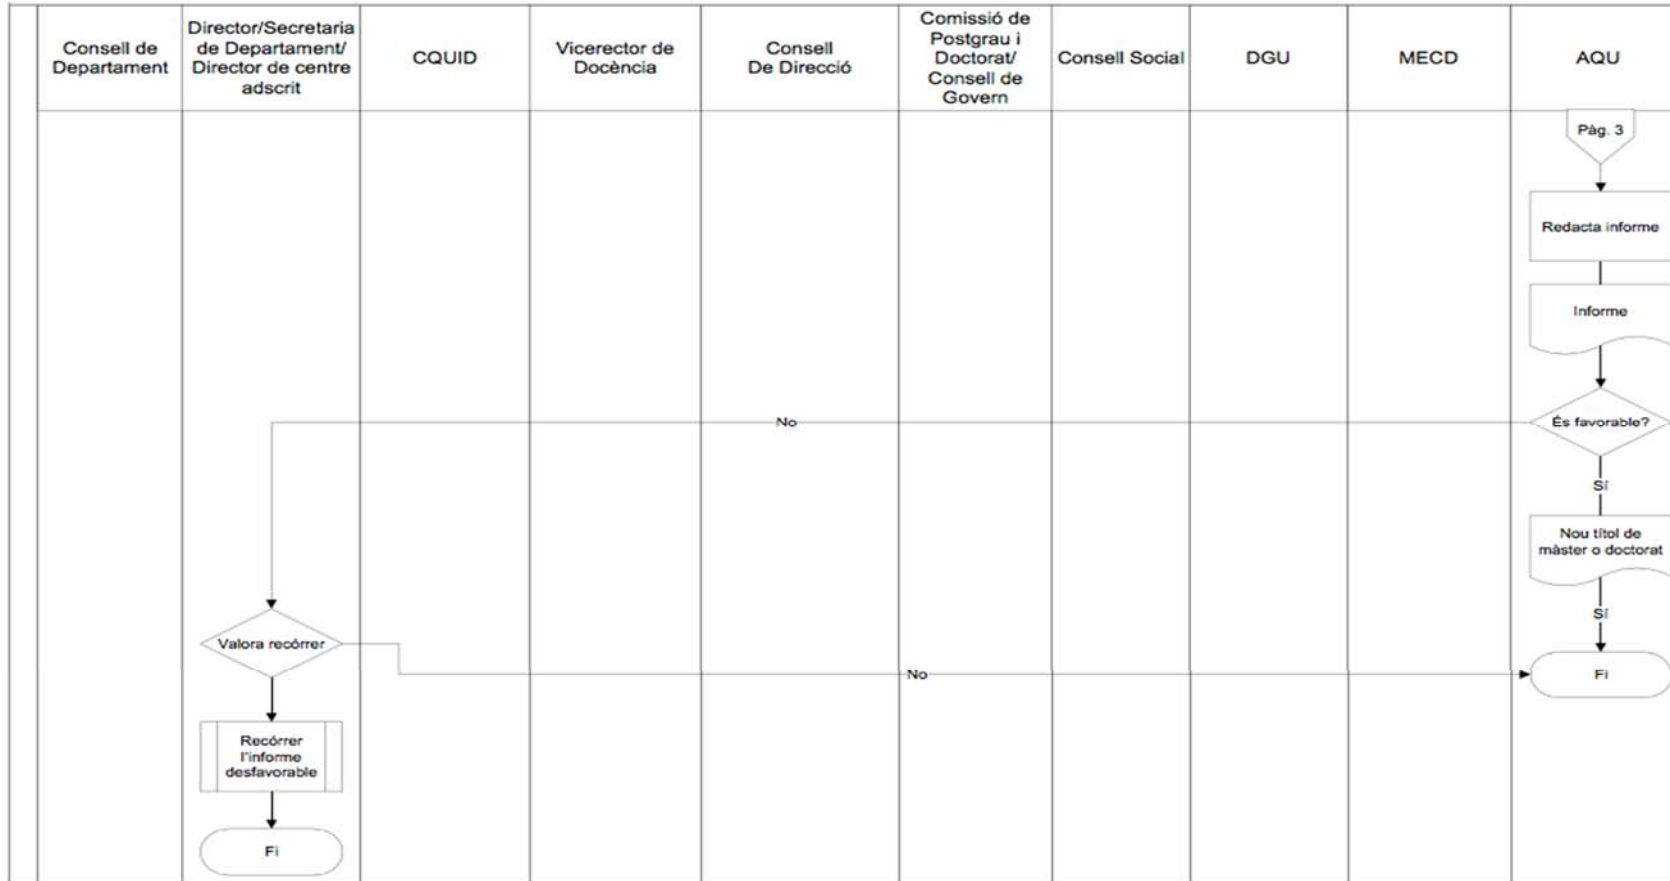 Consell de
Departament
Director/Secretaria
de Departament/
Director de centre
adscrit
CQUID
Vicerector de
Docència
Consell
De Direcció
Comissió de
Postgrau i
Doctorat/
Consell de
Govern
Consell Social
DGU
MECD
AQU
Pàg. 3
Redacta informe
Informe
No
És favorable?
Sí
Nou títol de
màster o doctorat
Sí
Valora recórrer
No
Fi
Recórrer
l'informe
desfavorable
Fi